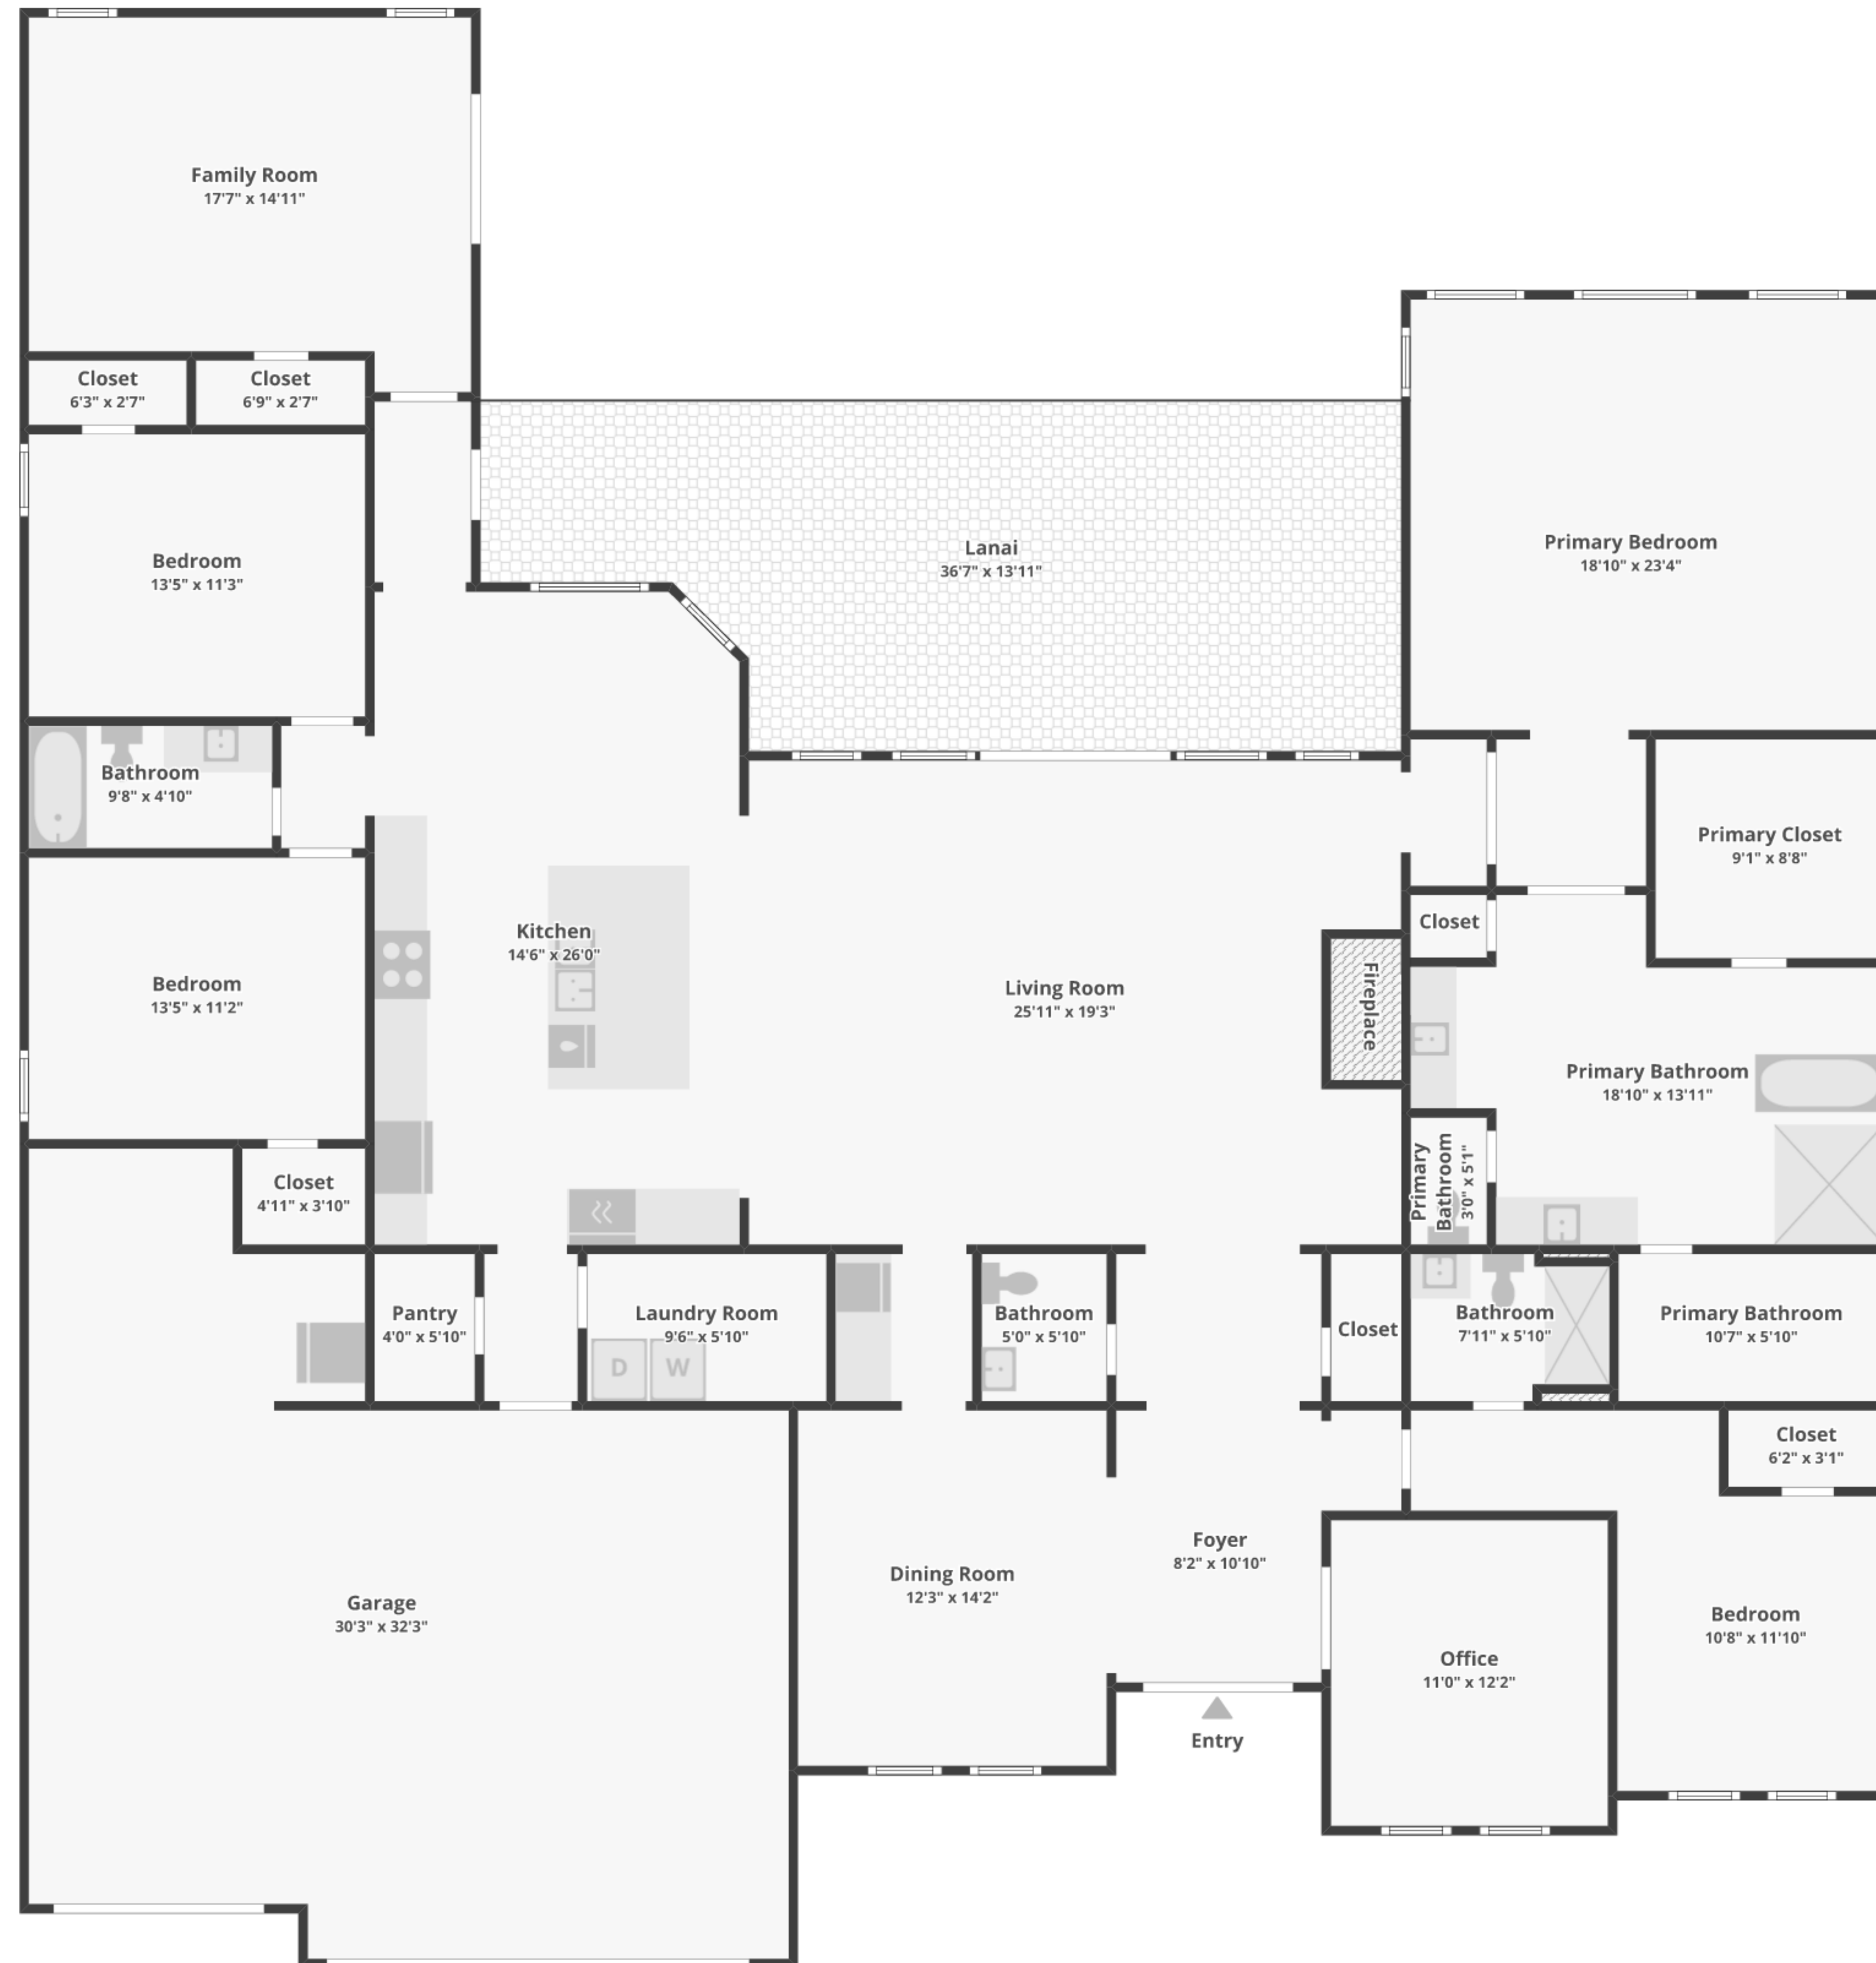 Family Room
17'7" x 14'11"
Closet
6'3" x 2'7"
Closet
6'9" x 2'7"
Bedroom
13'5" x 11'3"
Lanai
36'7" x 13'11"
Primary Bedroom
18'10" x 23'4"
Bathroom
9'8" x 4'10"
Primary Closet
9'1" x 8'8"
Closet
Kitchen
14'6" x 26'0"
Bedroom
13'5" x 11'2"
Living Room
25'11" x 19'3"
Fireplace
Primary Bathroom
18'10" x 13'11"
Primary
Bathroom
3'0" x 5'1"
Closet
4'11" x 3'10"
Pantry
4'0" x 5'10"
Laundry Room
9'6" x 5'10"
D
W
Bathroom
5'0" x 5'10"
Closet
Bathroom
7'11" x 5'10"
Primary Bathroom
10'7" x 5'10"
Closet
6'2" x 3'1"
Foyer
8'2" x 10'10"
Dining Room
12'3" x 14'2"
Garage
30'3" x 32'3"
Office
11'0" x 12'2"
Bedroom
10'8" x 11'10"
Entry